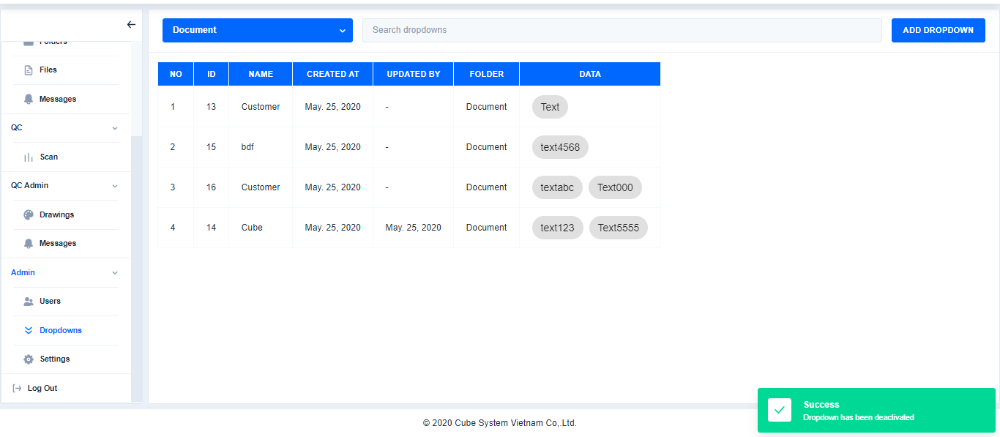 Document
Search dropdowns
ADD DROPDOWN
Folders
Files
Messages
QC
Scan
QC Admin
Drawings
Messages
Admin
Users
Dropdowns
Settings
Log Out
NO ID NAME CREATED AT UPDATED BY FOLDER DATA
1 13 Customer May. 25, 2020 - Document Text
2 15 bdf May. 25, 2020 - Document text4568
3 16 Customer May. 25, 2020 - Document textabc Text000
4 14 Cube May. 25, 2020 May. 25, 2020 Document text123 Text5555
Success
Dropdown has been deactivated
© 2020 Cube System Vietnam Co,.Ltd.